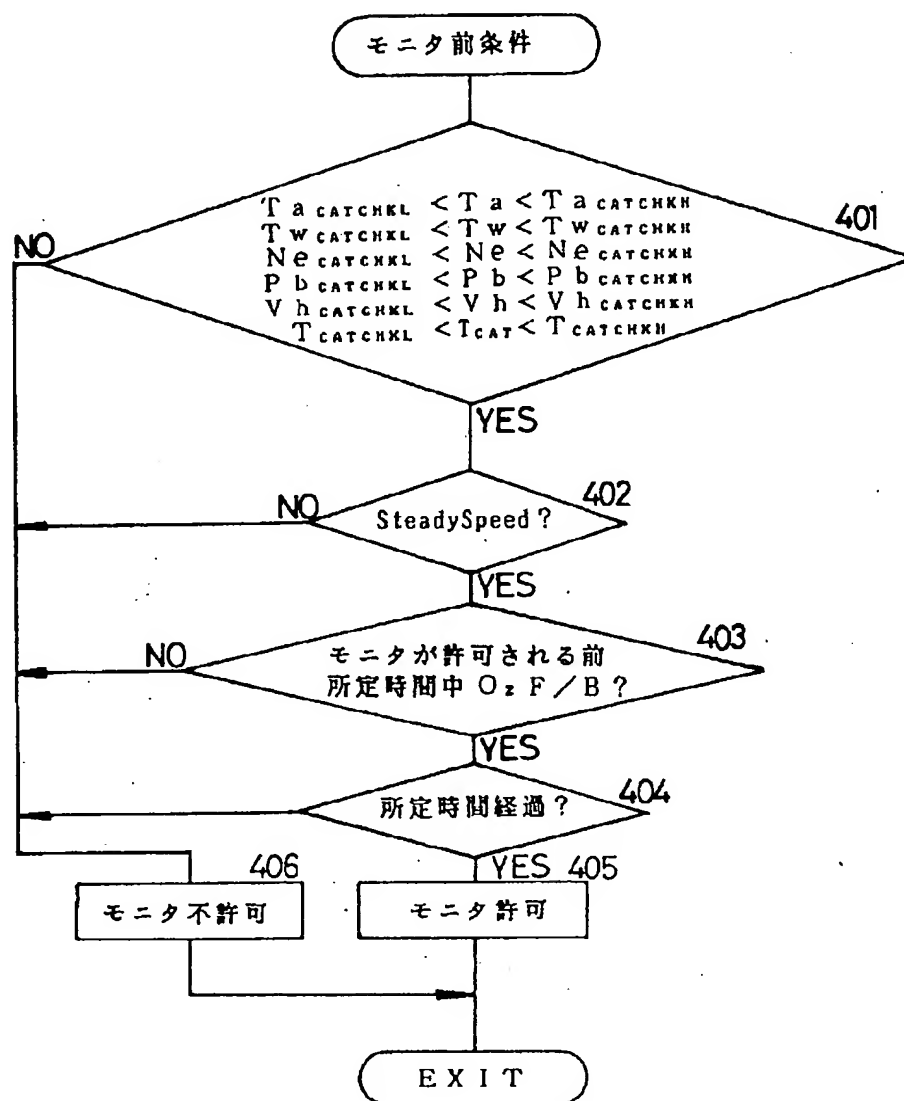 モニタ前条件
Ta CATCHKL < Ta < Ta CATCHKH
Tw CATCHKL < Tw < Tw CATCHKH
Ne CATCHKL < Ne < Ne CATCHKH
Pb CATCHKL < Pb < Pb CATCHKH
Vh CATCHKL < Vh < Vh CATCHKH
T CATCHKL < T CAT < T CATCHKH
401
NO
YES
402
NO
SteadySpeed?
YES
403
NO
モニタが許可される前
所定時間中 O₂ F/B?
YES
404
所定時間経過?
YES
406
405
モニタ不許可
モニタ許可
EXIT